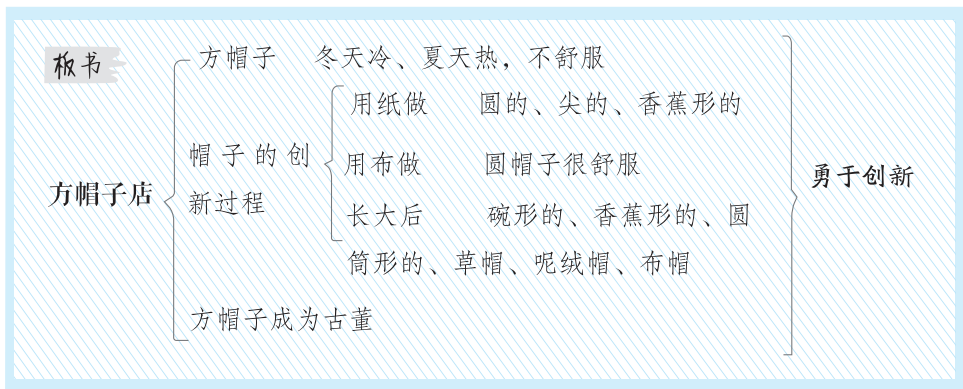 板书
方帽子 冬天冷、夏天热，不舒服
用纸做 圆的、尖的、香蕉形的
帽子的创
新过程
用布做 圆帽子很舒服
方帽子店
勇于创新
长大后 碗形的、香蕉形的、圆
筒形的、草帽、呢绒帽、布帽
方帽子成为古董